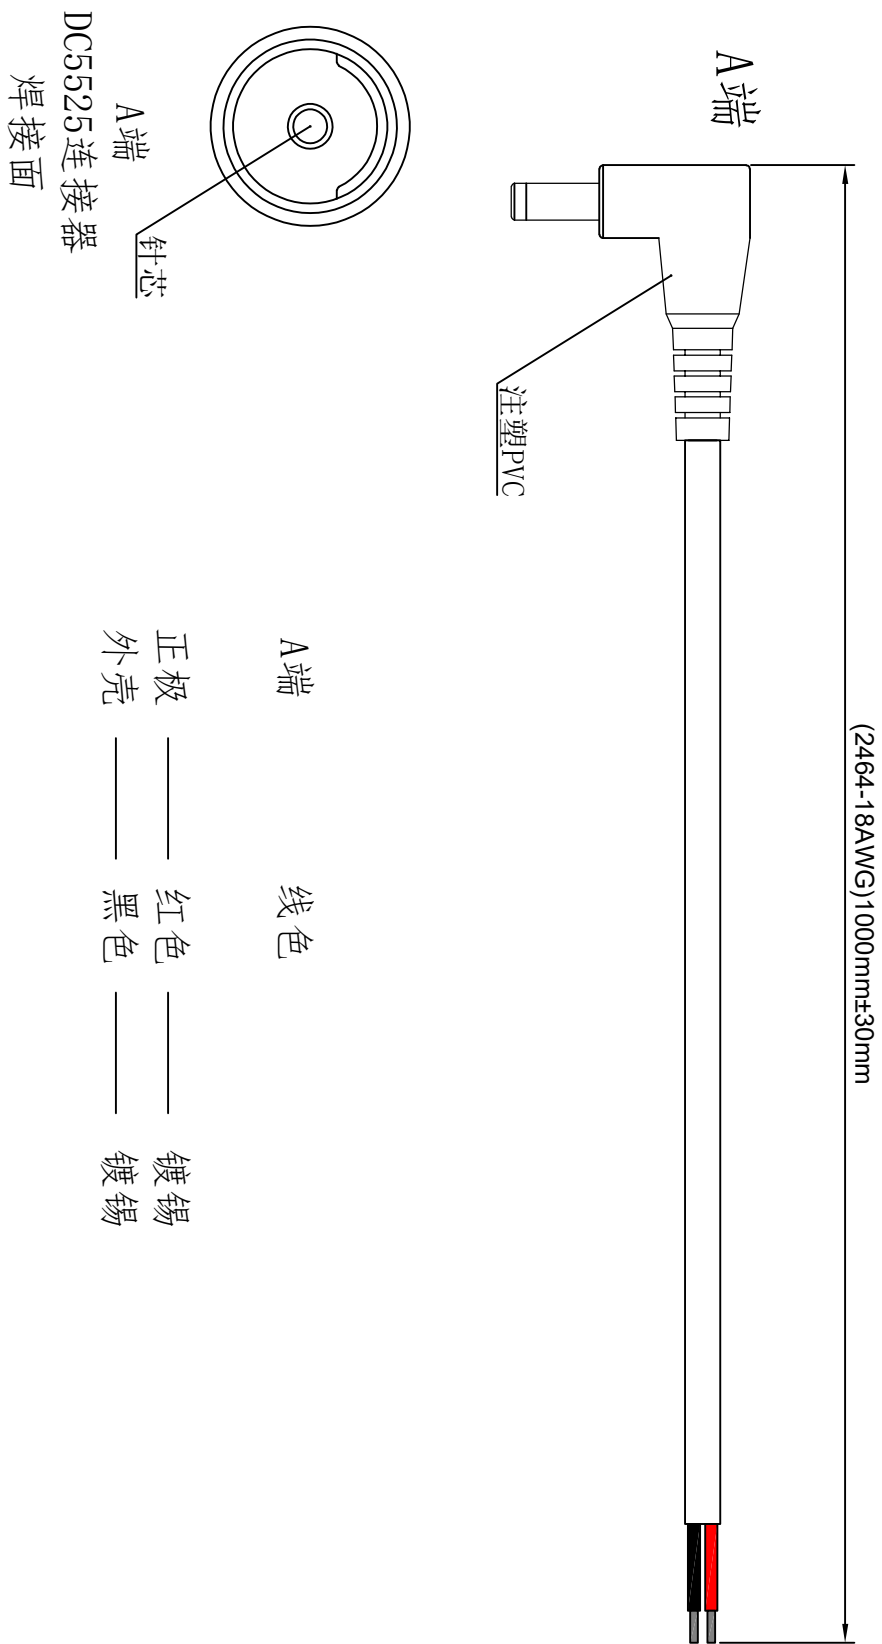 (2464-18AWG)1000mm±30mm
A端
注塑PVC
针芯
A端
DC5525连接器
焊接面
A端 线色
正极 红色 镀锡
外壳 黑色 镀锡